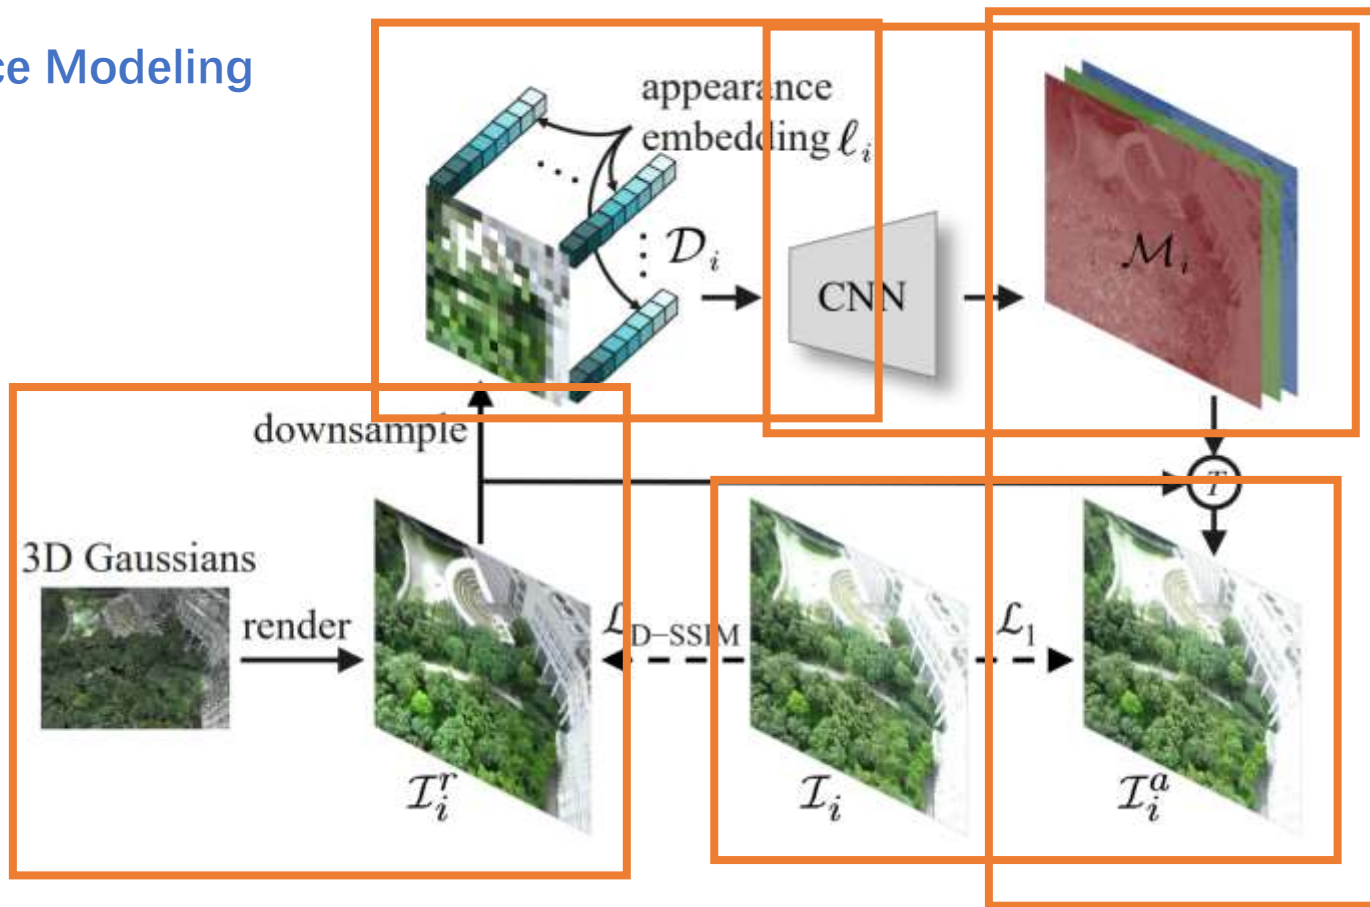 ce Modeling
appearance
embedding ℓ_i
D_i
CNN
M_i
downsample
T
3D Gaussians
render
L_D–SSIM
L_1
I_i^r
I_i
I_i^a